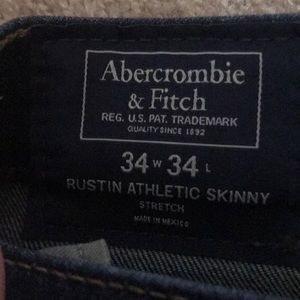 Abercrombie
& Fitch
REG. U.S. PAT. TRADEMARK
QUALITY SINCE 1892
34 W 34 L
RUSTIN ATHLETIC SKINNY
STRETCH
MADE IN MEXICO